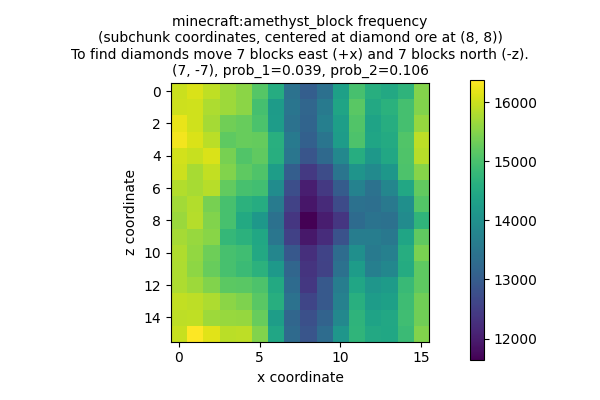 minecraft:amethyst_block frequency
(subchunk coordinates, centered at diamond ore at (8, 8))
To find diamonds move 7 blocks east (+x) and 7 blocks north (-z).
(7, -7), prob_1=0.039, prob_2=0.106
0
2
4
6
8
10
12
14
z coordinate
0
5
10
15
x coordinate
16000
15000
14000
13000
12000